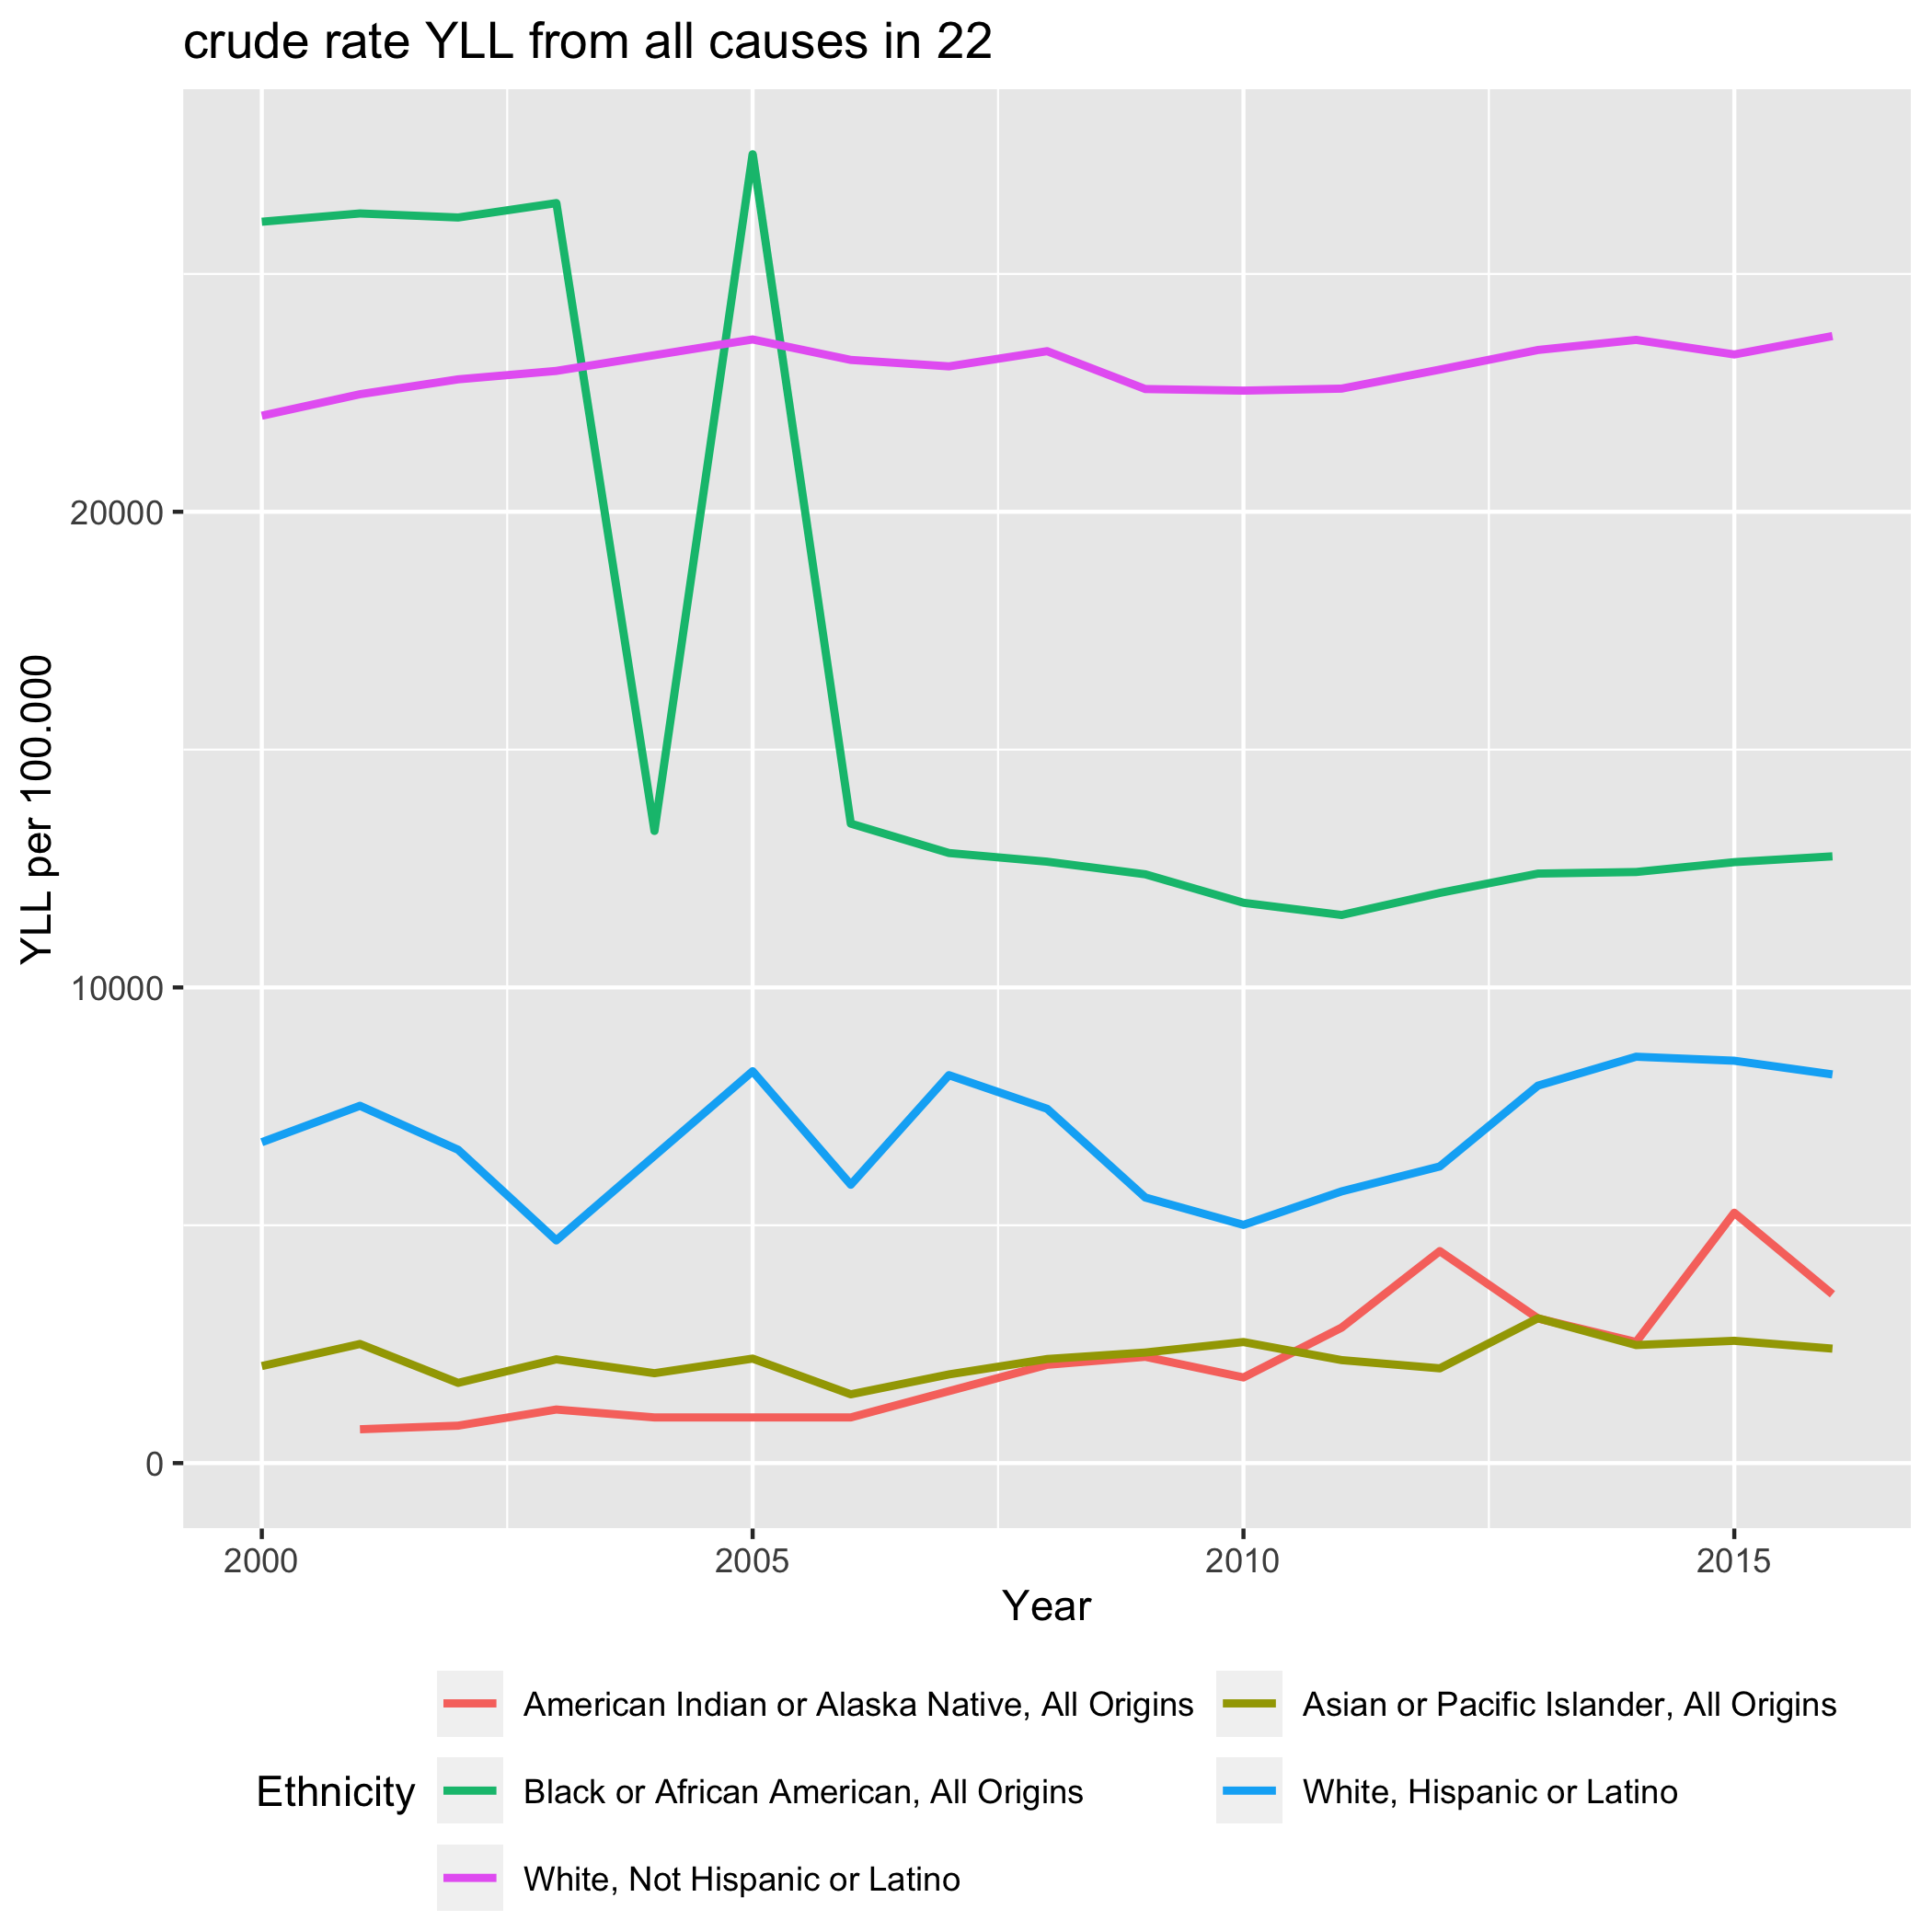 crude rate YLL from all causes in 22
YLL per 100.000
20000
10000
0
2000 2005 2010 2015
Year
Ethnicity
American Indian or Alaska Native, All Origins
Asian or Pacific Islander, All Origins
Black or African American, All Origins
White, Hispanic or Latino
White, Not Hispanic or Latino